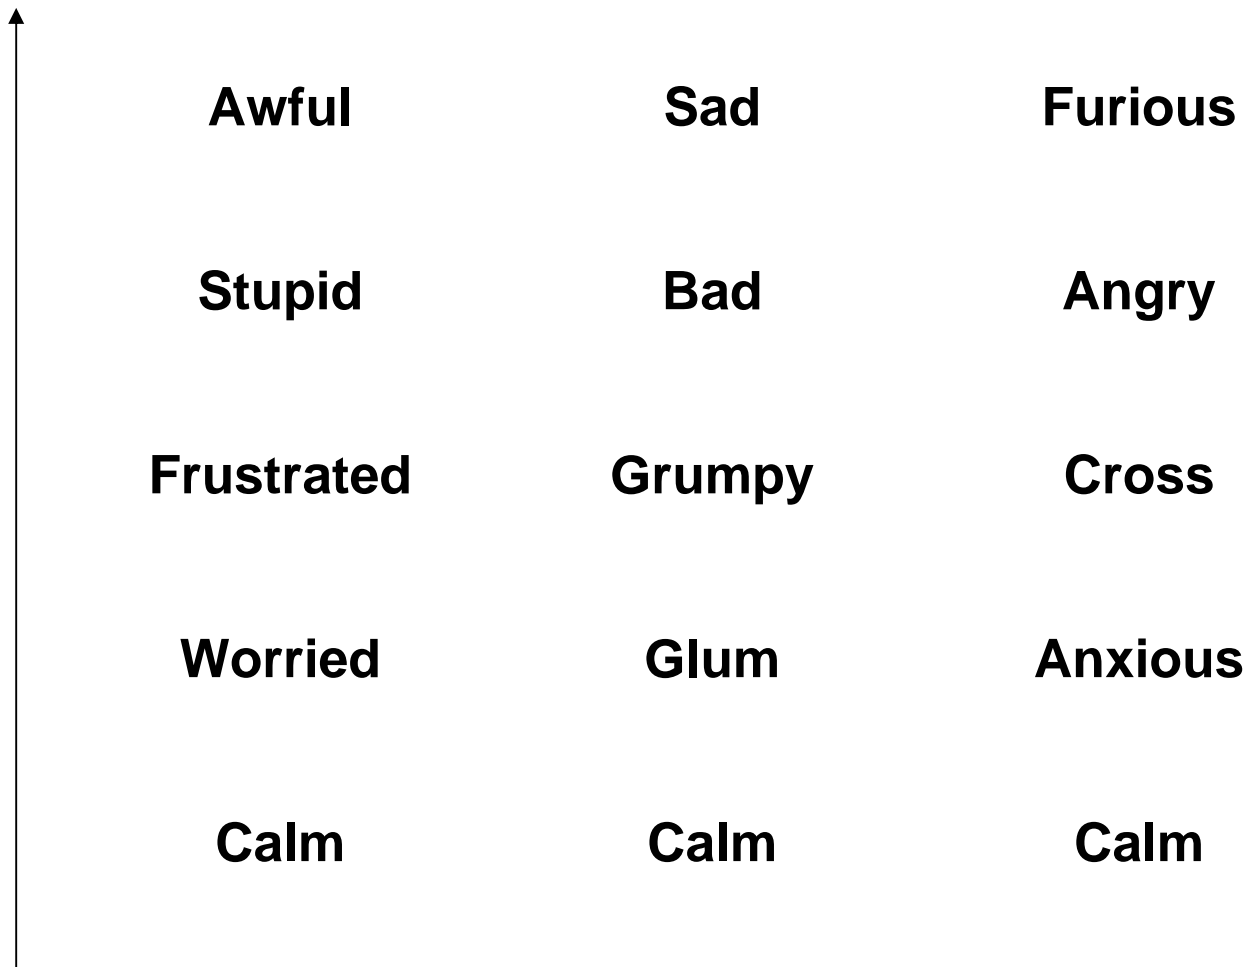 Awful Sad Furious
Stupid Bad Angry
Frustrated Grumpy Cross
Worried Glum Anxious
Calm Calm Calm